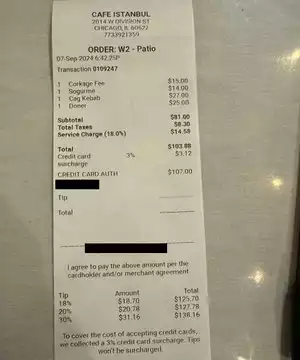 CAFE ISTANBUL
2014 W DIVISION ST
CHICAGO, IL 60622
7733921359
ORDER: W2 - Patio
07-Sep-2024 6:42:25P
Transaction 0109247
1 Corkage Fee $15.00
1 Sogurme $14.00
1 Cag Kebab $27.00
1 Doner $25.00
Subtotal $81.00
Total Taxes $8.30
Service Charge (18.0%) $14.58
Total $103.88
Credit card 3% $3.12
surcharge
CREDIT CARD AUTH $107.00
Tip
Total
I agree to pay the above amount per the
cardholder and/or merchant agreement
Tip Amount Total
18% $18.70 $125.70
20% $20.78 $127.78
30% $31.16 $138.16
To cover the cost of accepting credit cards,
we collected a 3% credit card surcharge. Tips
won't be surcharged.